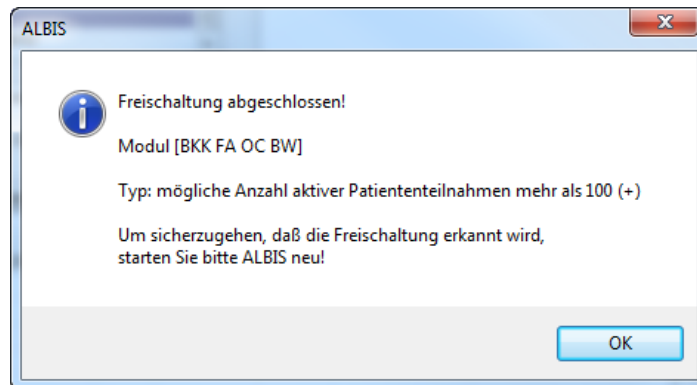 ALBIS
Freischaltung abgeschlossen!
Modul [BKK FA OC BW]
Typ: mögliche Anzahl aktiver Patiententeilnahmen mehr als 100 (+)
Um sicherzugehen, daß die Freischaltung erkannt wird,
starten Sie bitte ALBIS neu!
OK